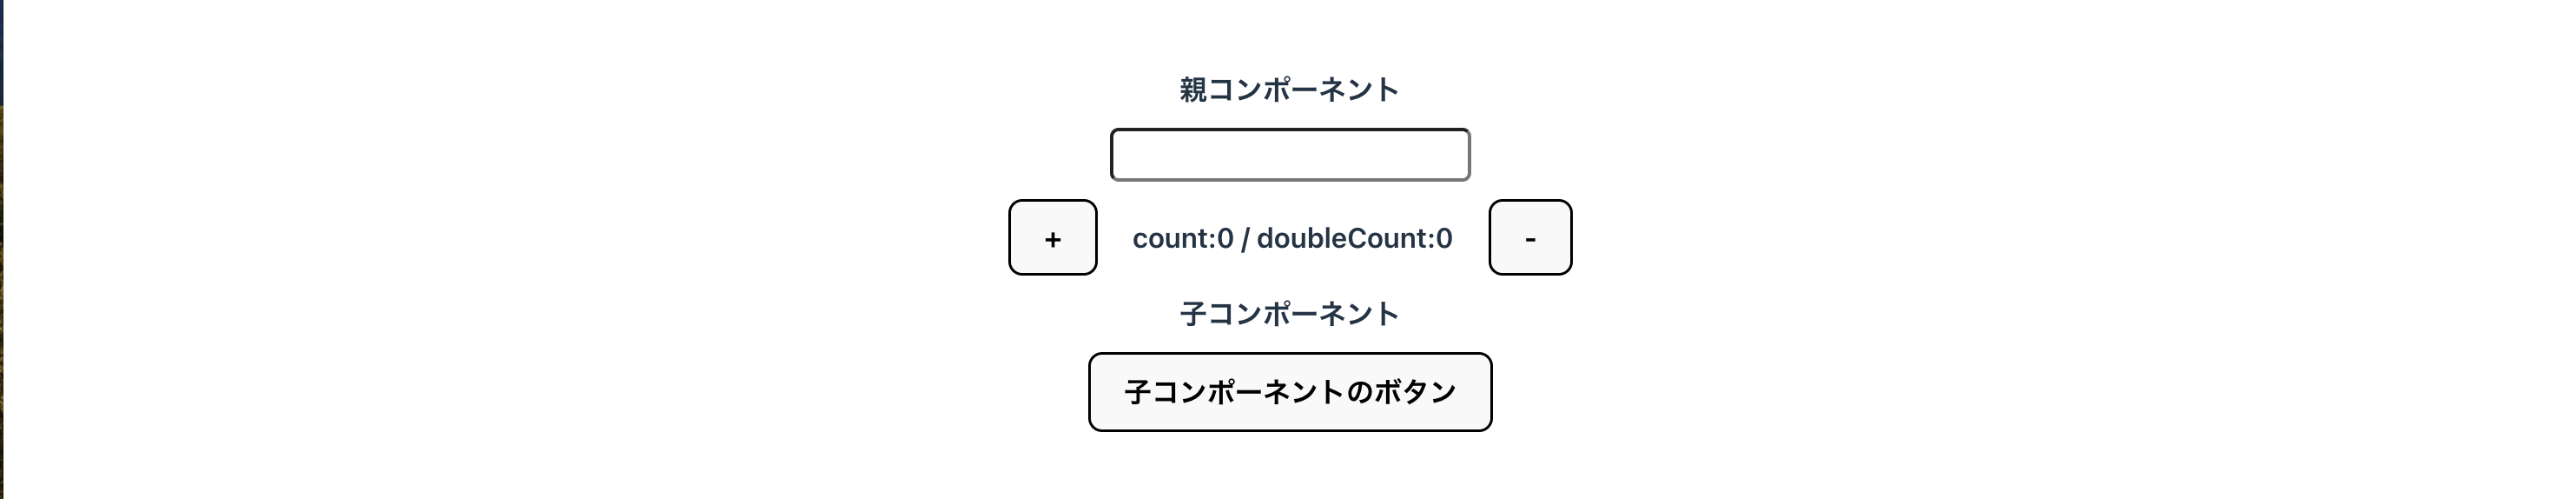 親コンポーネント
+ count:0 / doubleCount:0 -
子コンポーネント
子コンポーネントのボタン